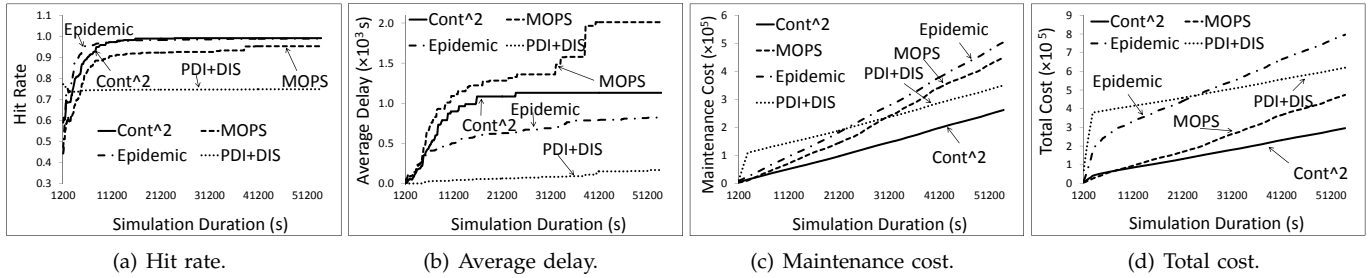 1.1
1.0
0.9
0.8
0.7
0.6
0.5
0.4
0.3
Hit Rate
Epidemic
Cont^2
PDI+DIS
MOPS
Cont^2
MOPS
Epidemic
PDI+DIS
1200 11200 21200 31200 41200 51200
Simulation Duration (s)
(a) Hit rate.
2.0
1.5
1.0
0.5
0.0
Average Delay (×10³ s)
Cont^2
MOPS
Epidemic
PDI+DIS
MOPS
Cont^2
Epidemic
PDI+DIS
1200 11200 21200 31200 41200 51200
Simulation Duration (s)
(b) Average delay.
6
5
4
3
2
1
0
Maintenance Cost (×10⁵)
Cont^2
MOPS
Epidemic
PDI+DIS
Epidemic
MOPS
PDI+DIS
Cont^2
1200 11200 21200 31200 41200 51200
Simulation Duration (s)
(c) Maintenance cost.
9
8
7
6
5
4
3
2
1
0
Total Cost (×10⁵)
Cont^2
MOPS
Epidemic
PDI+DIS
Epidemic
PDI+DIS
MOPS
Cont^2
1200 11200 21200 31200 41200 51200
Simulation Duration (s)
(d) Total cost.